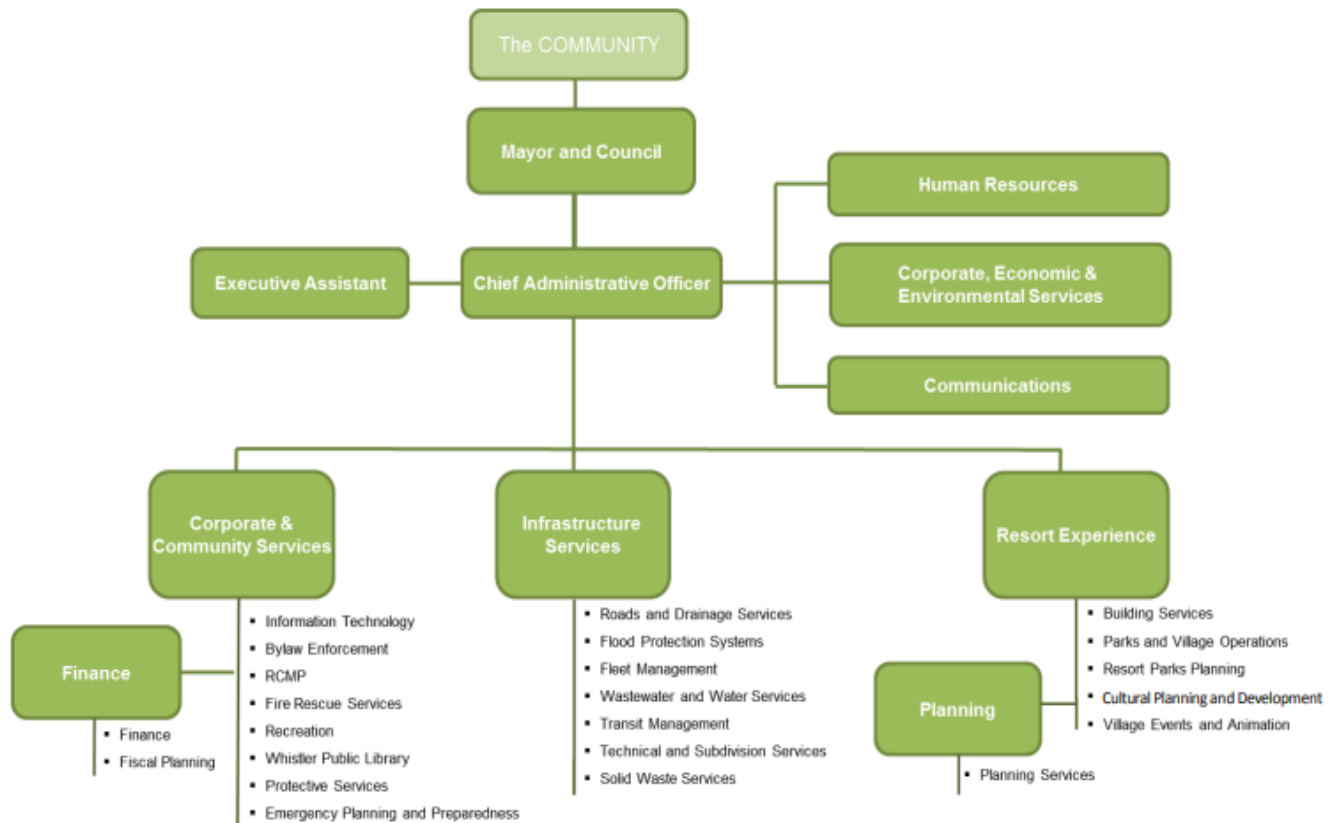 The COMMUNITY
Mayor and Council
Human Resources
Executive Assistant
Chief Administrative Officer
Corporate, Economic &
Environmental Services
Communications
Corporate &
Community Services
Infrastructure
Services
Resort Experience
▪ Information Technology
▪ Bylaw Enforcement
▪ RCMP
▪ Fire Rescue Services
▪ Recreation
▪ Whistler Public Library
▪ Protective Services
▪ Emergency Planning and Preparedness
Finance
▪ Finance
▪ Fiscal Planning
▪ Roads and Drainage Services
▪ Flood Protection Systems
▪ Fleet Management
▪ Wastewater and Water Services
▪ Transit Management
▪ Technical and Subdivision Services
▪ Solid Waste Services
▪ Building Services
▪ Parks and Village Operations
▪ Resort Parks Planning
▪ Cultural Planning and Development
▪ Village Events and Animation
Planning
▪ Planning Services